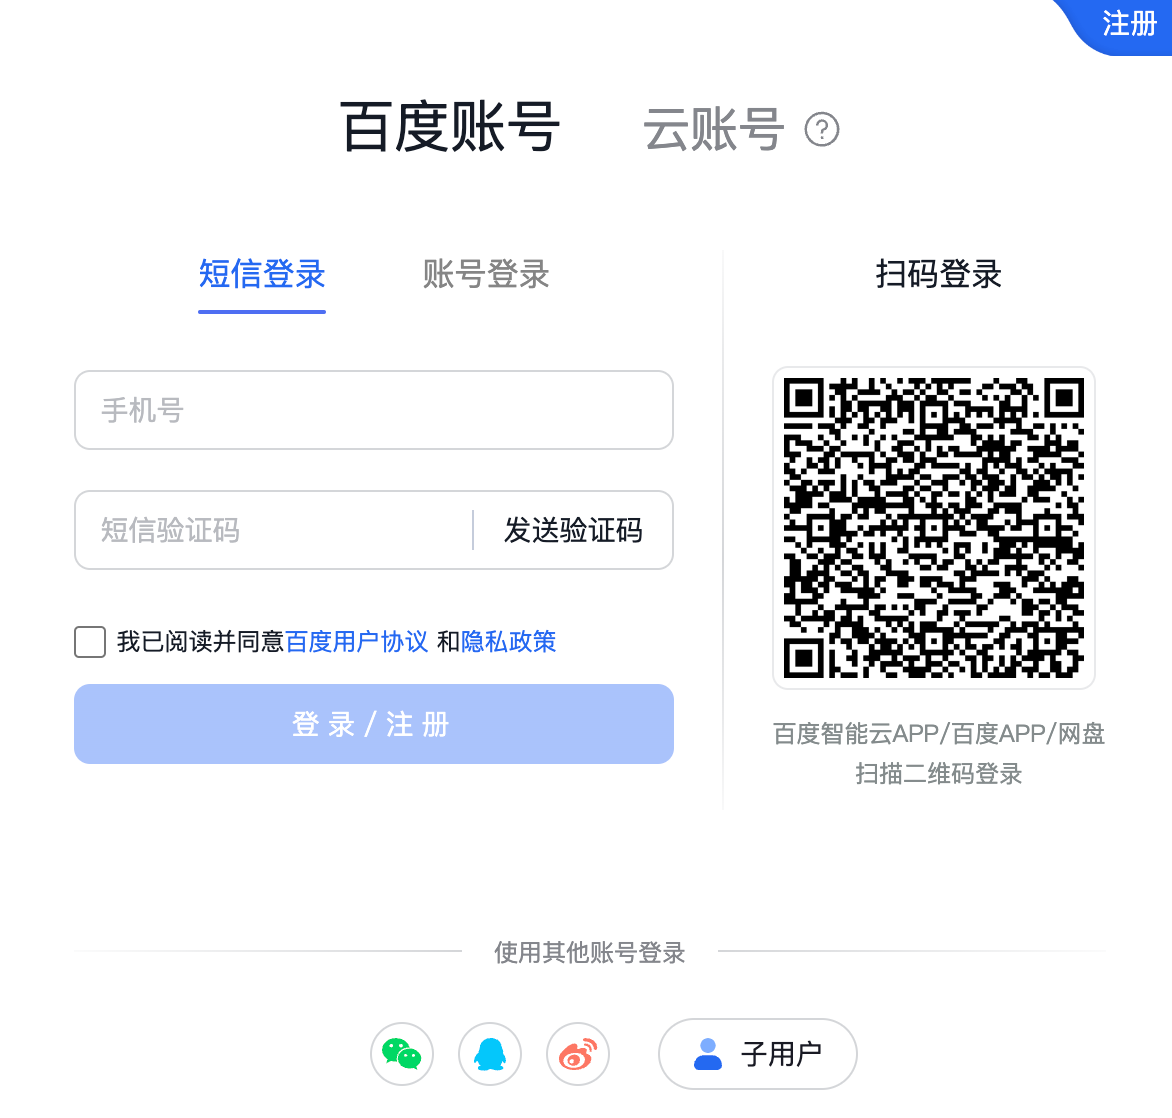 注册
百度账号 云账号 ?
短信登录 账号登录
手机号
短信验证码 发送验证码
我已阅读并同意百度用户协议 和隐私政策
登 录 / 注 册
扫码登录
百度智能云APP/百度APP/网盘
扫描二维码登录
使用其他账号登录
子用户